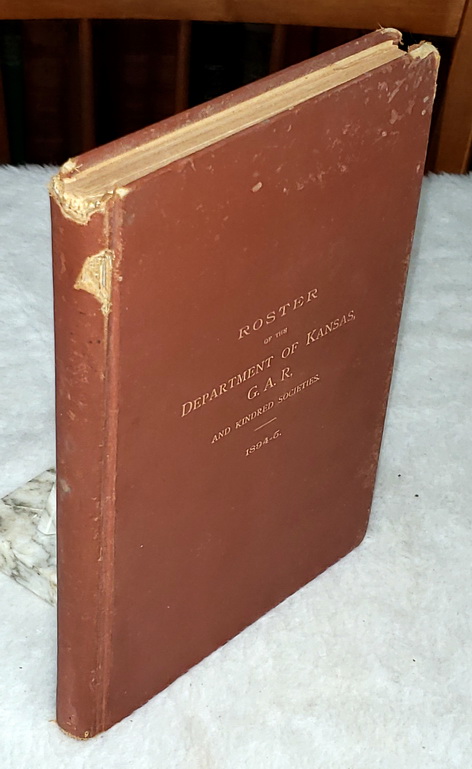 ROSTER
OF THE
DEPARTMENT OF KANSAS,
G. A. R.
AND KINDRED SOCIETIES.
1894-5.